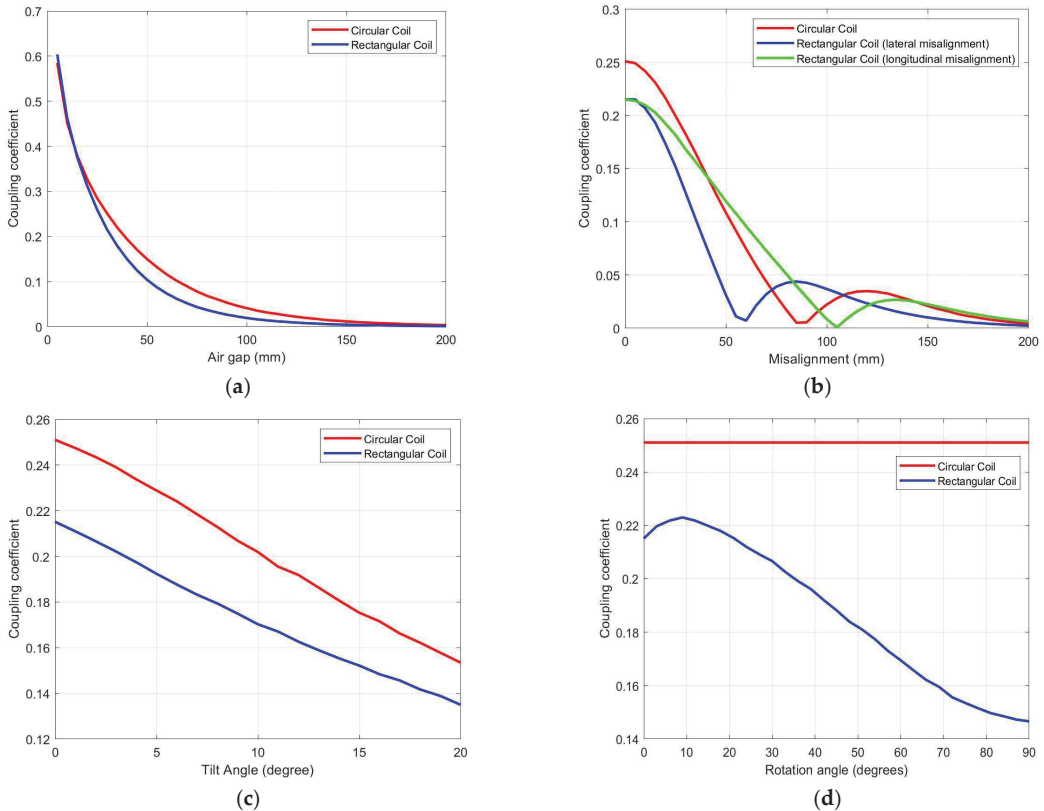 0.7
0.6
0.5
0.4
0.3
0.2
0.1
0
Coupling coefficient
Circular Coil
Rectangular Coil
0 50 100 150 200
Air gap (mm)
(a)
0.3
0.25
0.2
0.15
0.1
0.05
0
Coupling coefficient
Circular Coil
Rectangular Coil (lateral misalignment)
Rectangular Coil (longitudinal misalignment)
0 50 100 150 200
Misalignment (mm)
(b)
0.26
0.24
0.22
0.2
0.18
0.16
0.14
0.12
Coupling coefficient
Circular Coil
Rectangular Coil
0 5 10 15 20
Tilt Angle (degree)
(c)
0.26
0.24
0.22
0.2
0.18
0.16
0.14
Coupling coefficient
Circular Coil
Rectangular Coil
0 10 20 30 40 50 60 70 80 90
Rotation angle (degrees)
(d)